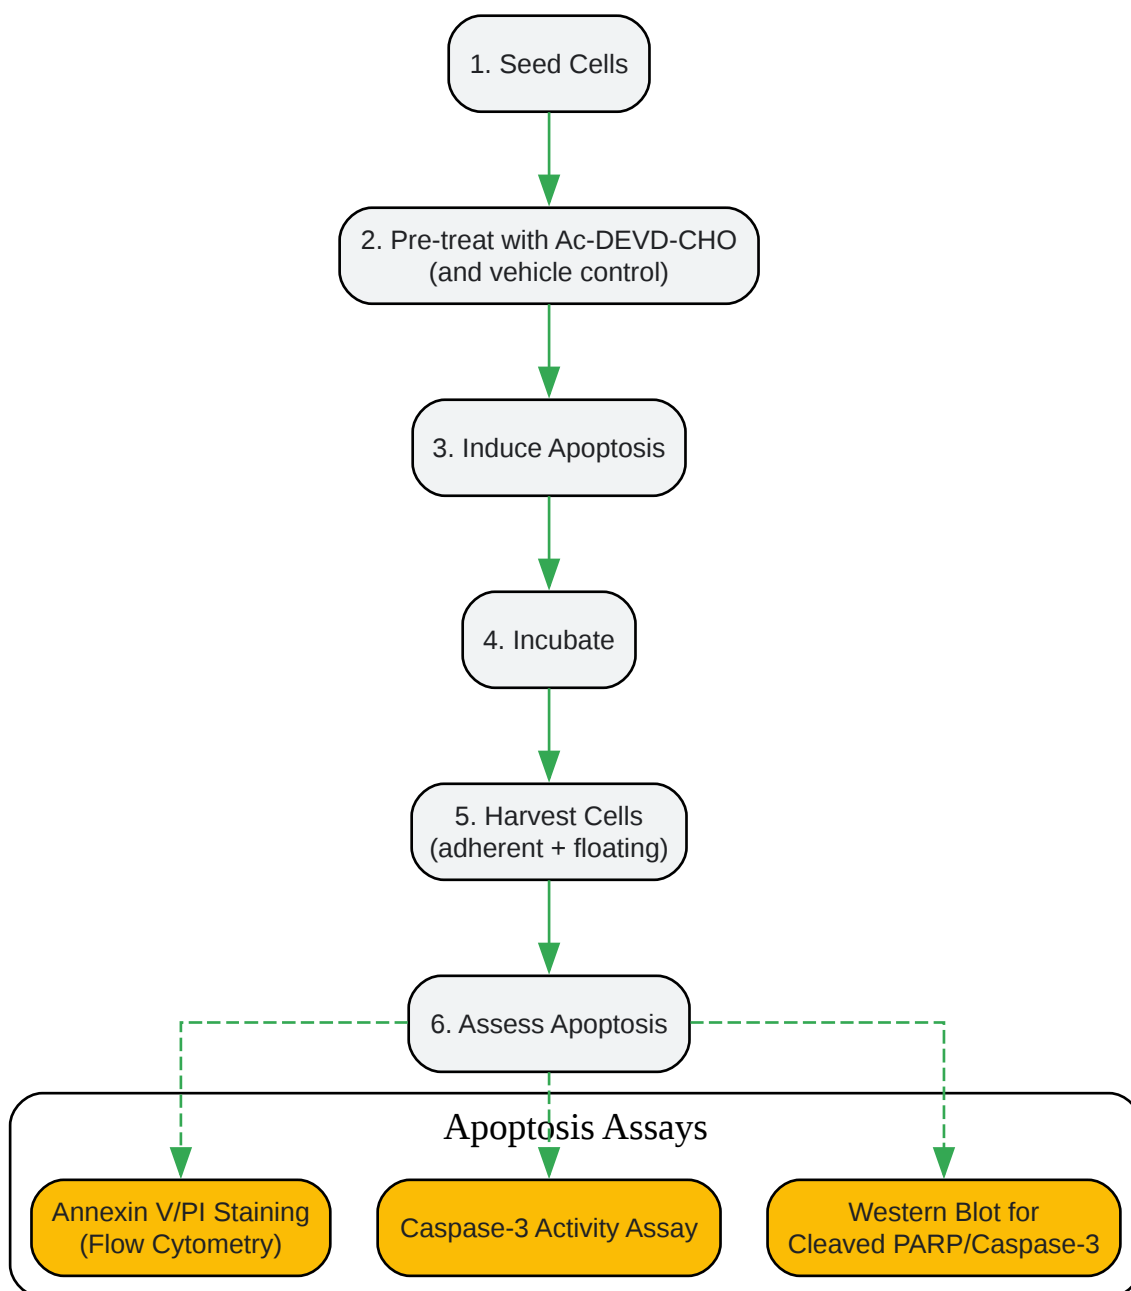 1. Seed Cells
2. Pre-treat with Ac-DEVD-CHO
(and vehicle control)
3. Induce Apoptosis
4. Incubate
5. Harvest Cells
(adherent + floating)
6. Assess Apoptosis
Apoptosis Assays
Annexin V/PI Staining
(Flow Cytometry)
Caspase-3 Activity Assay
Western Blot for
Cleaved PARP/Caspase-3